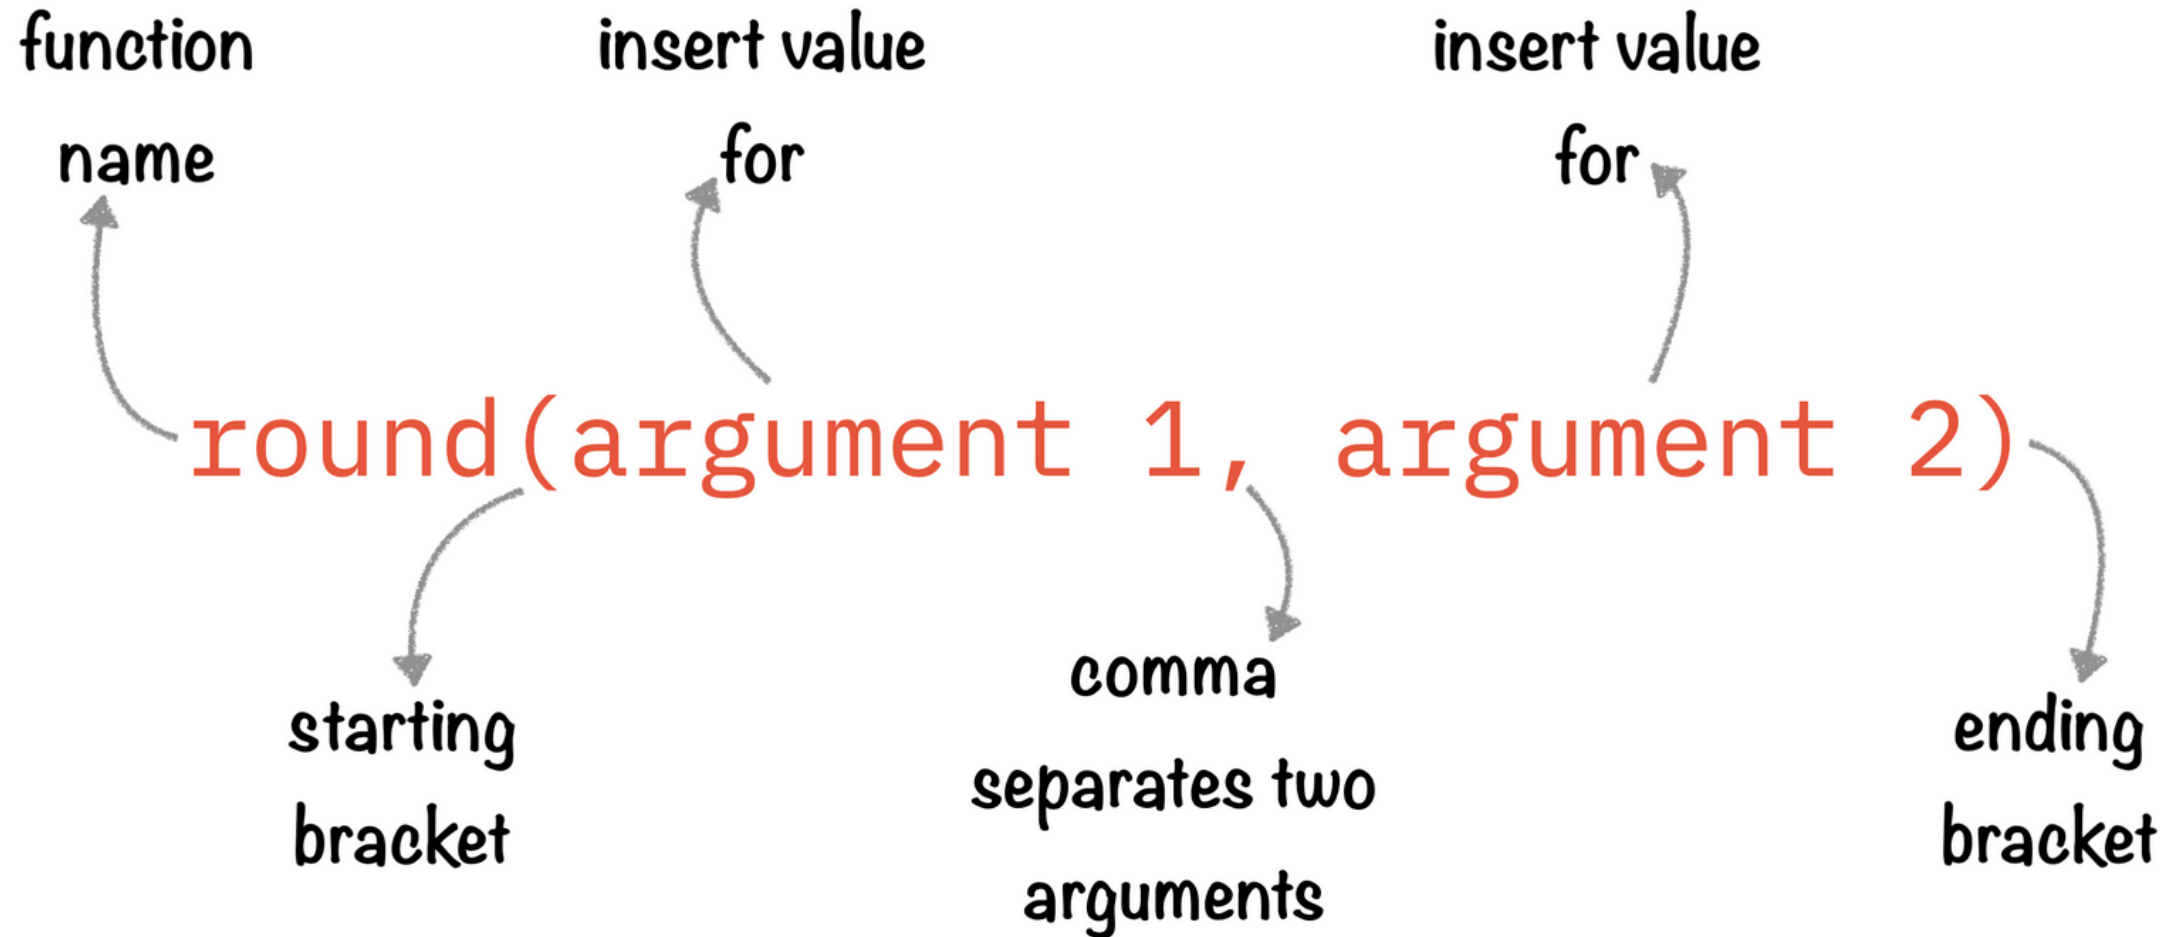 function
name
insert value
for
insert value
for
round(argument 1, argument 2)
starting
bracket
comma
separates two
arguments
ending
bracket